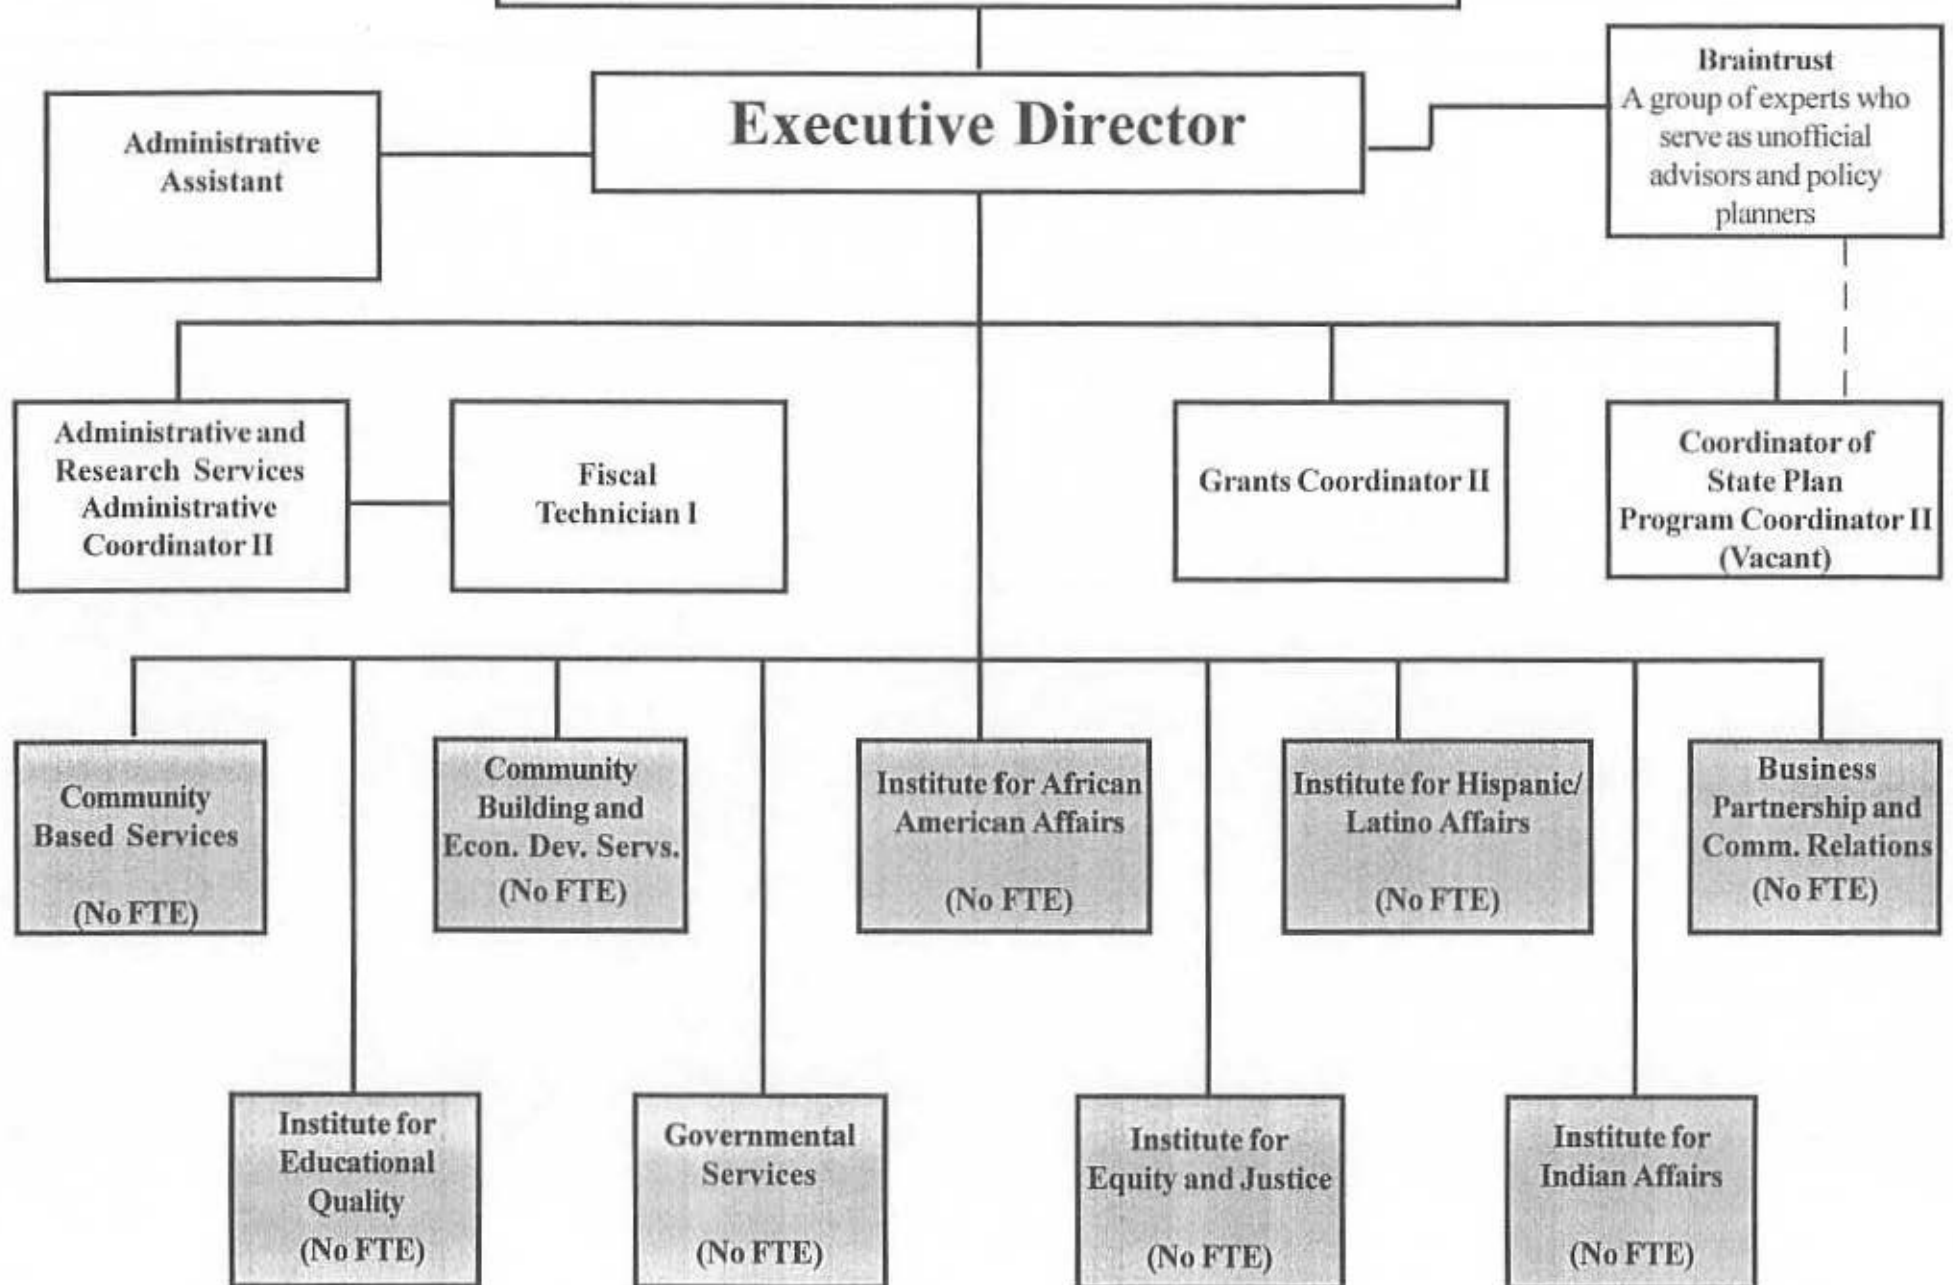 Executive Director
Administrative
Assistant
Braintrust
A group of experts who
serve as unofficial
advisors and policy
planners
Administrative and
Research Services
Administrative
Coordinator II
Fiscal
Technician I
Grants Coordinator II
Coordinator of
State Plan
Program Coordinator II
(Vacant)
Community
Based Services
(No FTE)
Community
Building and
Econ. Dev. Servs.
(No FTE)
Institute for African
American Affairs
(No FTE)
Institute for Hispanic/
Latino Affairs
(No FTE)
Business
Partnership and
Comm. Relations
(No FTE)
Institute for
Educational
Quality
(No FTE)
Governmental
Services
(No FTE)
Institute for
Equity and Justice
(No FTE)
Institute for
Indian Affairs
(No FTE)